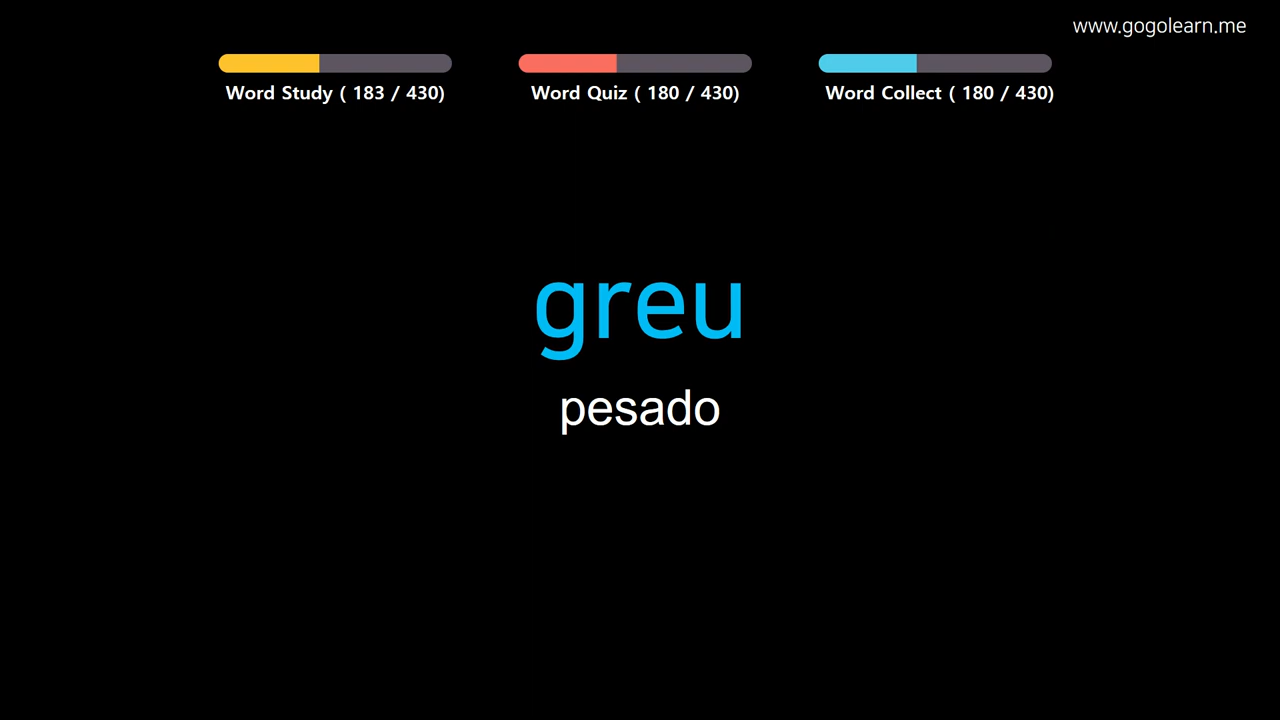 www.gogolearn.me
Word Study ( 183 / 430)
Word Quiz ( 180 / 430)
Word Collect ( 180 / 430)
greu
pesado